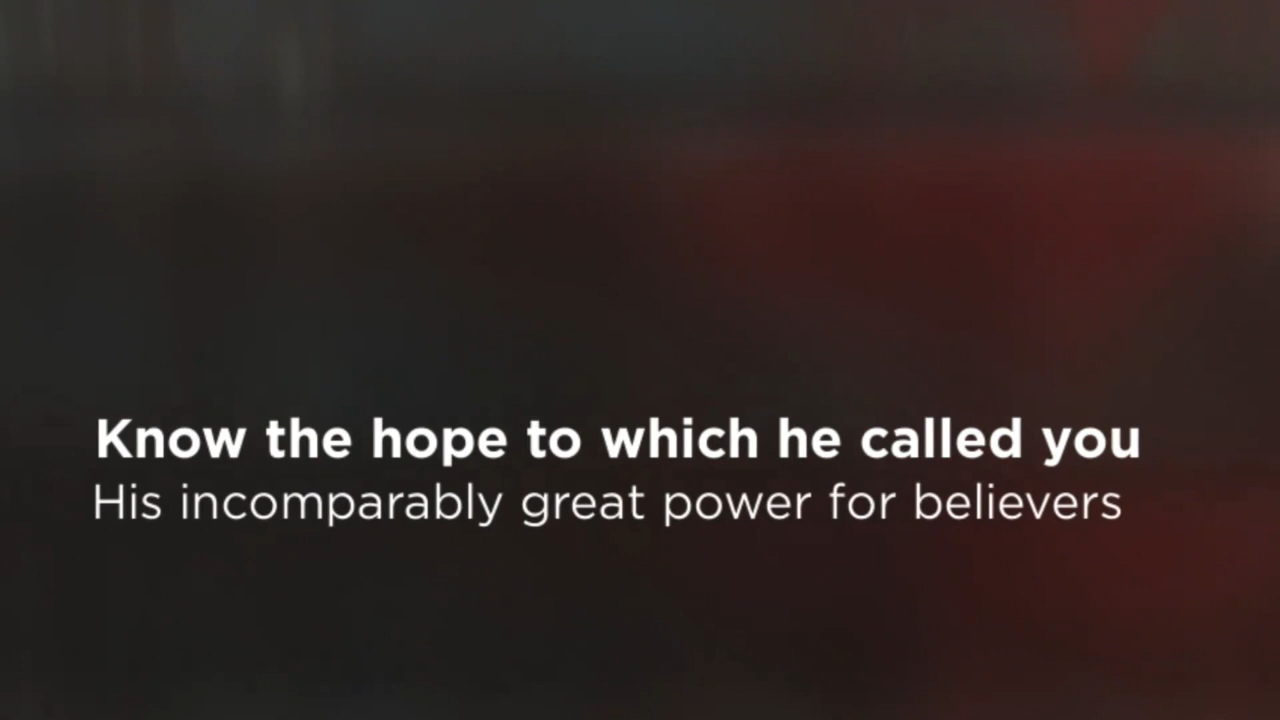 Know the hope to which he called you
His incomparably great power for believers